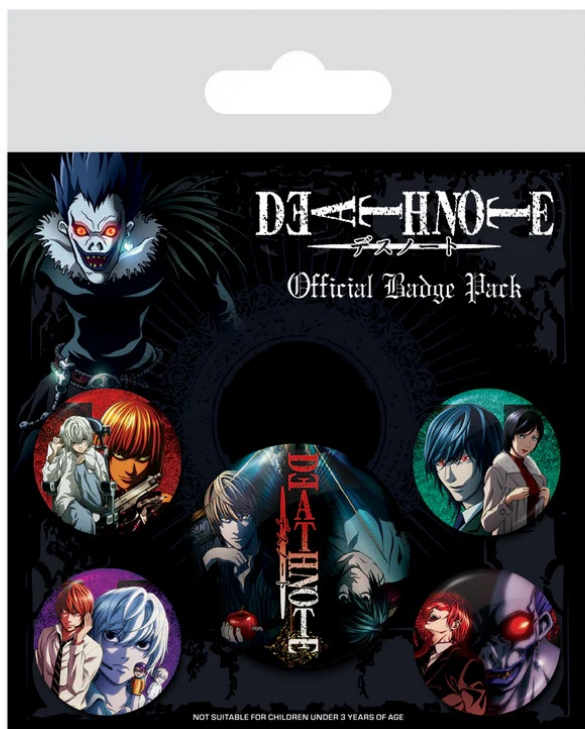 DEATHNOTE
デスノート
Official Badge Pack
DEATHNOTE
NOT SUITABLE FOR CHILDREN UNDER 3 YEARS OF AGE